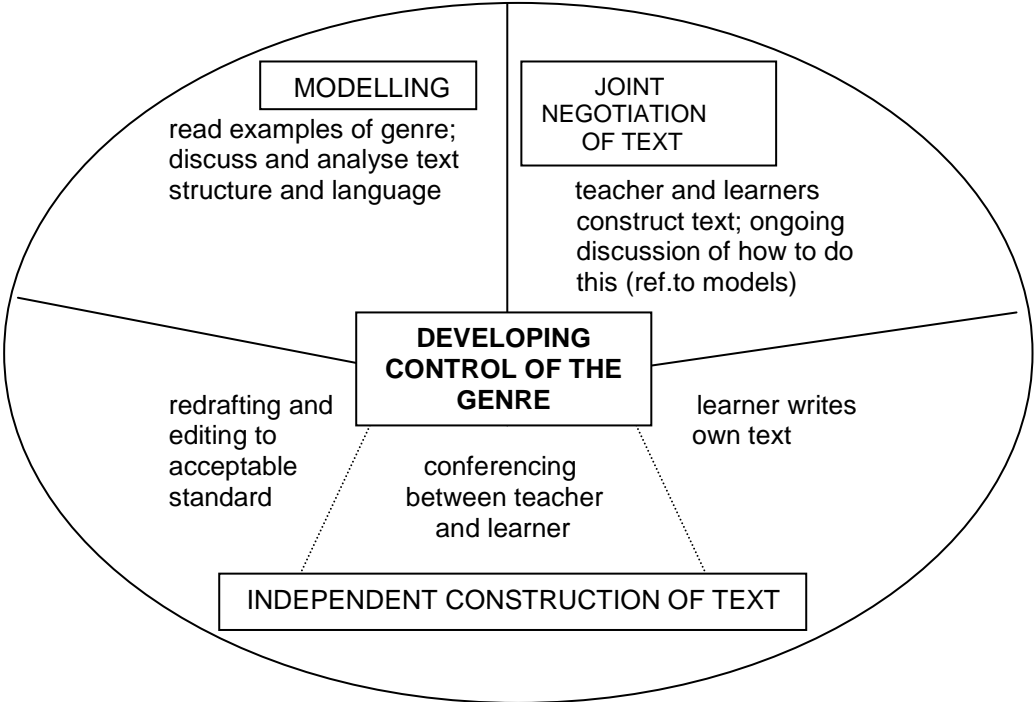 MODELLING
read examples of genre;
discuss and analyse text
structure and language
JOINT
NEGOTIATION
OF TEXT
teacher and learners
construct text; ongoing
discussion of how to do
this (ref.to models)
DEVELOPING
CONTROL OF THE
GENRE
learner writes
own text
conferencing
between teacher
and learner
redrafting and
editing to
acceptable
standard
INDEPENDENT CONSTRUCTION OF TEXT